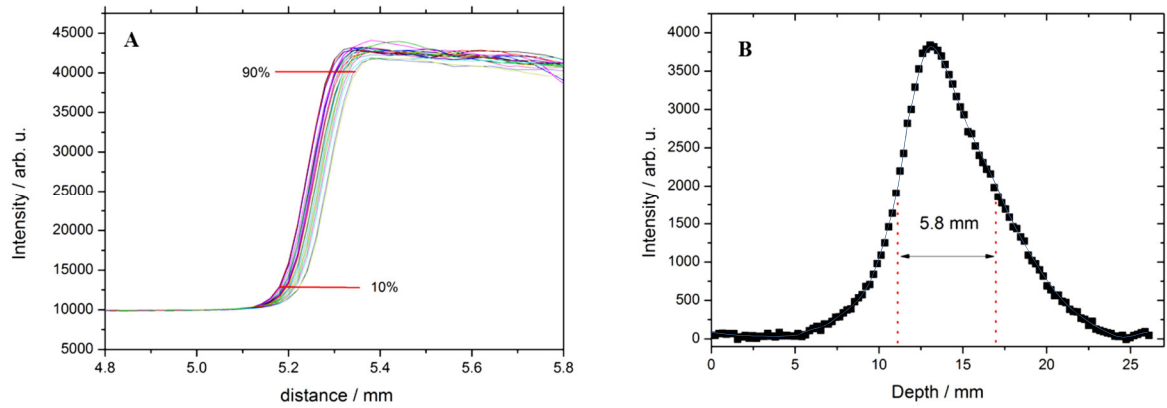 A
90%
10%
45000
40000
35000
30000
25000
20000
15000
10000
5000
4.8 5.0 5.2 5.4 5.6 5.8
distance / mm
Intensity / arb. u.
B
5.8 mm
4000
3500
3000
2500
2000
1500
1000
500
0
0 5 10 15 20 25
Depth / mm
Intensity / arb. u.